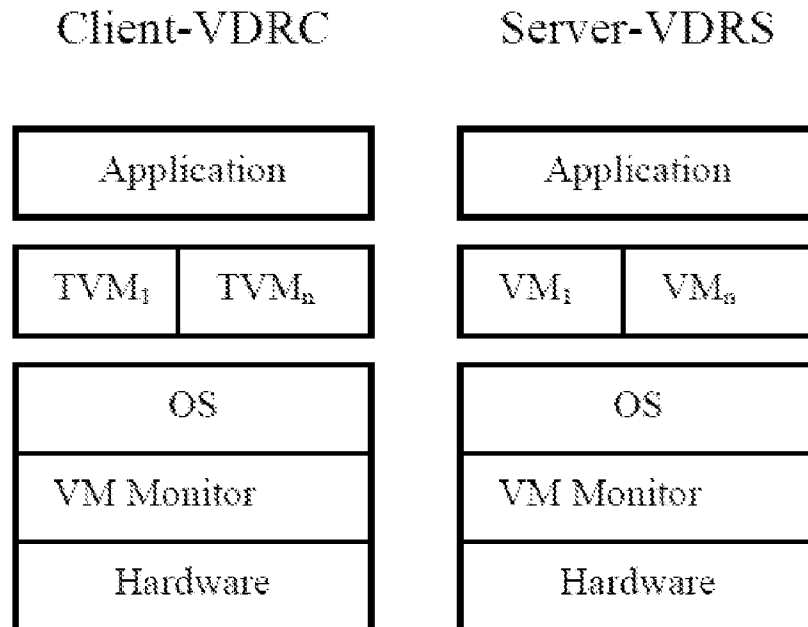 Client-VDRC Server-VDRS
Application Application
TVM₁ TVMₙ VM₁ VMₙ
OS OS
VM Monitor VM Monitor
Hardware Hardware